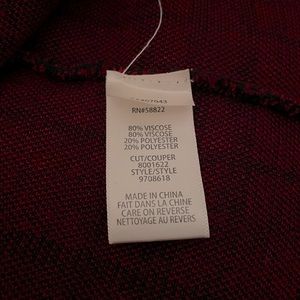 RN#58822
80% VISCOSE
80% VISCOSE
20% POLYESTER
20% POLYESTER
CUT/COUPER
8001622
STYLE/STYLE
9708618
MADE IN CHINA
FAIT DANS LA CHINE
CARE ON REVERSE
NETTOYAGE AU REVERS